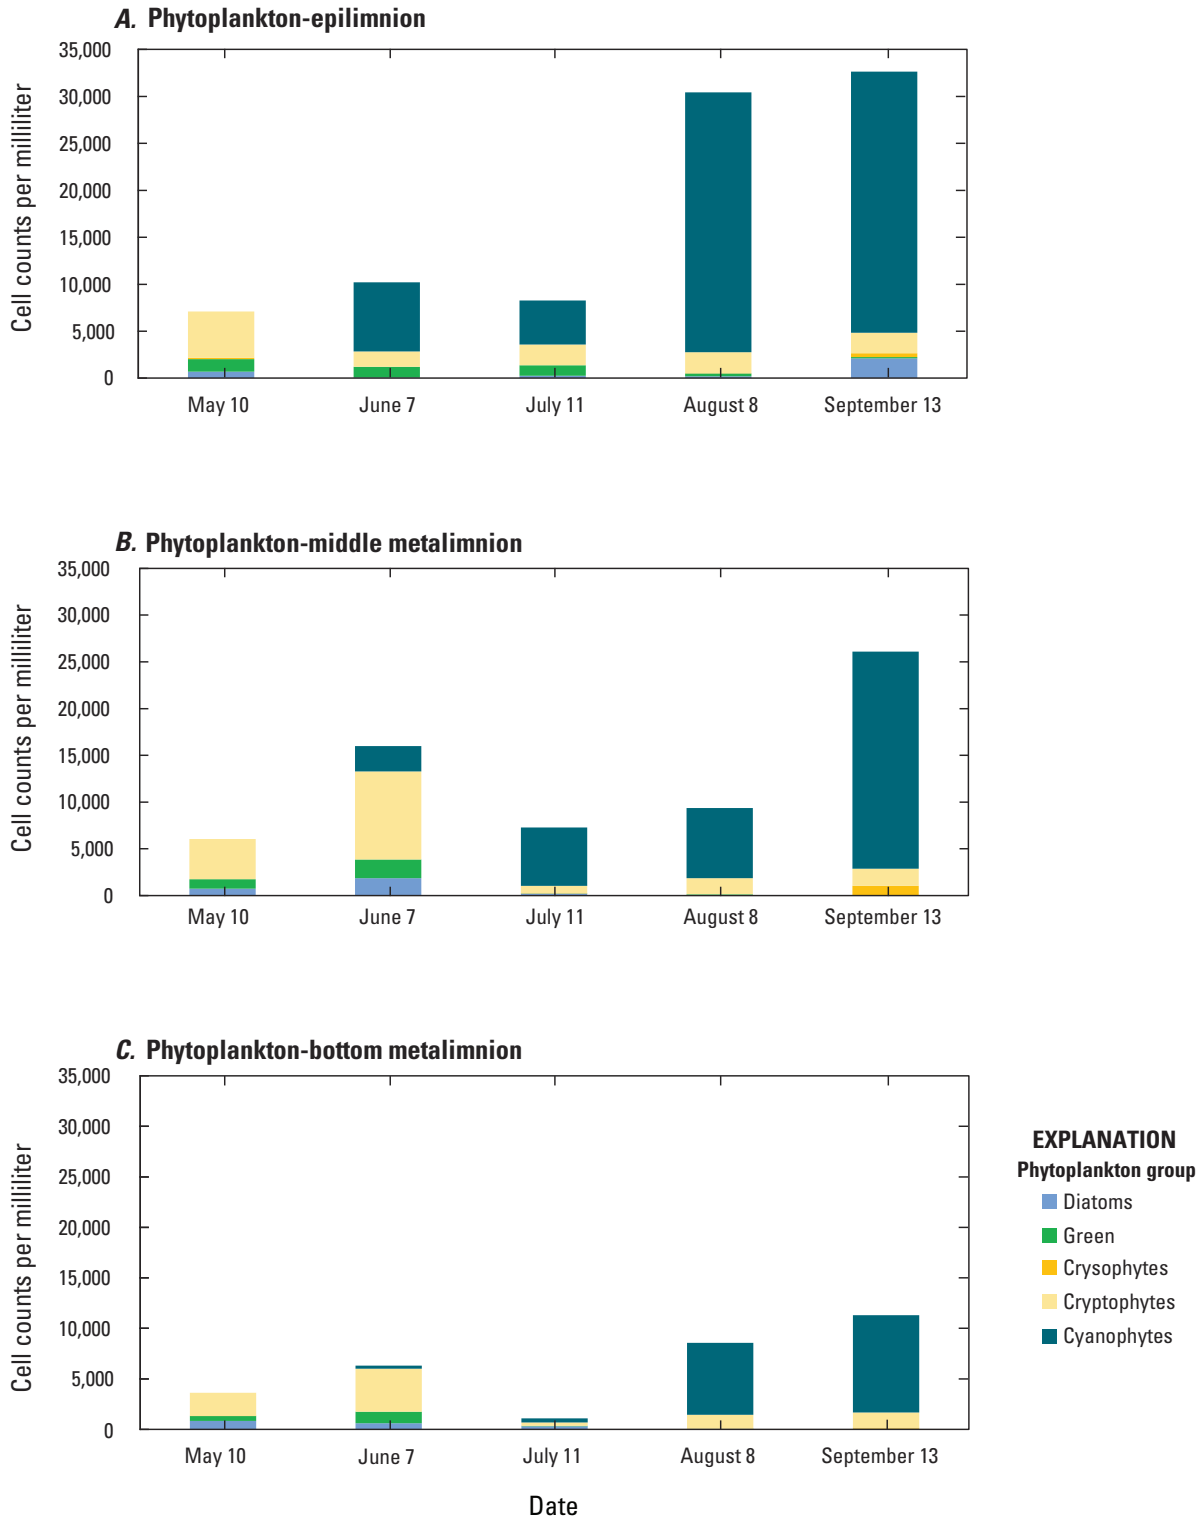 A. Phytoplankton-epilimnion
35,000
30,000
25,000
20,000
15,000
10,000
5,000
0
Cell counts per milliliter
May 10 June 7 July 11 August 8 September 13
B. Phytoplankton-middle metalimnion
35,000
30,000
25,000
20,000
15,000
10,000
5,000
0
Cell counts per milliliter
May 10 June 7 July 11 August 8 September 13
C. Phytoplankton-bottom metalimnion
35,000
30,000
25,000
20,000
15,000
10,000
5,000
0
Cell counts per milliliter
May 10 June 7 July 11 August 8 September 13
Date
EXPLANATION
Phytoplankton group
Diatoms
Green
Crysophytes
Cryptophytes
Cyanophytes